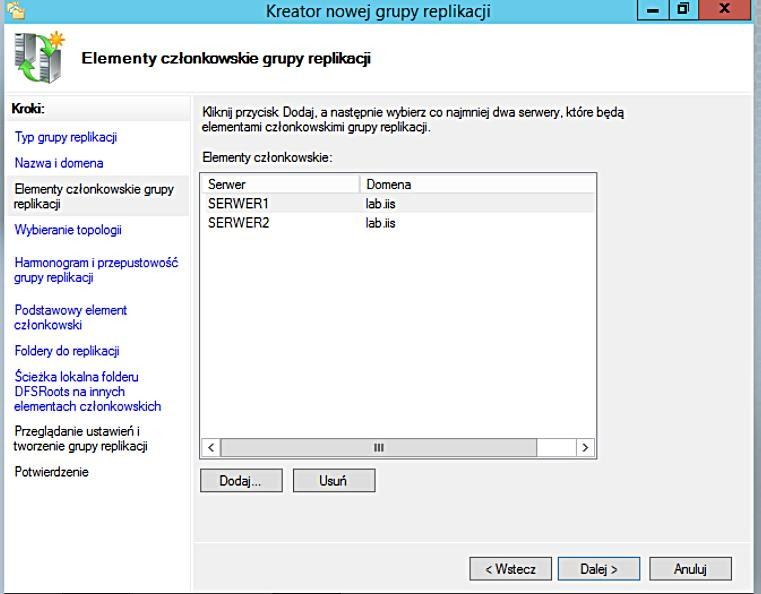 Kreator nowej grupy replikacji
Elementy członkowskie grupy replikacji
Kroki:
Typ grupy replikacji
Nazwa i domena
Elementy członkowskie grupy
replikacji
Wybieranie topologii
Harmonogram i przepustowość
grupy replikacji
Podstawowy element
członkowski
Foldery do replikacji
Ścieżka lokalna folderu
DFSRoots na innych
elementach członkowskich
Przeglądanie ustawień i
tworzenie grupy replikacji
Potwierdzenie
Kliknij przycisk Dodaj, a następnie wybierz co najmniej dwa serwery, które będą
elementami członkowskimi grupy replikacji.
Elementy członkowskie:
Serwer Domena
SERWER1 lab.iis
SERWER2 lab.iis
Dodaj... Usuń
< Wstecz Dalej > Anuluj